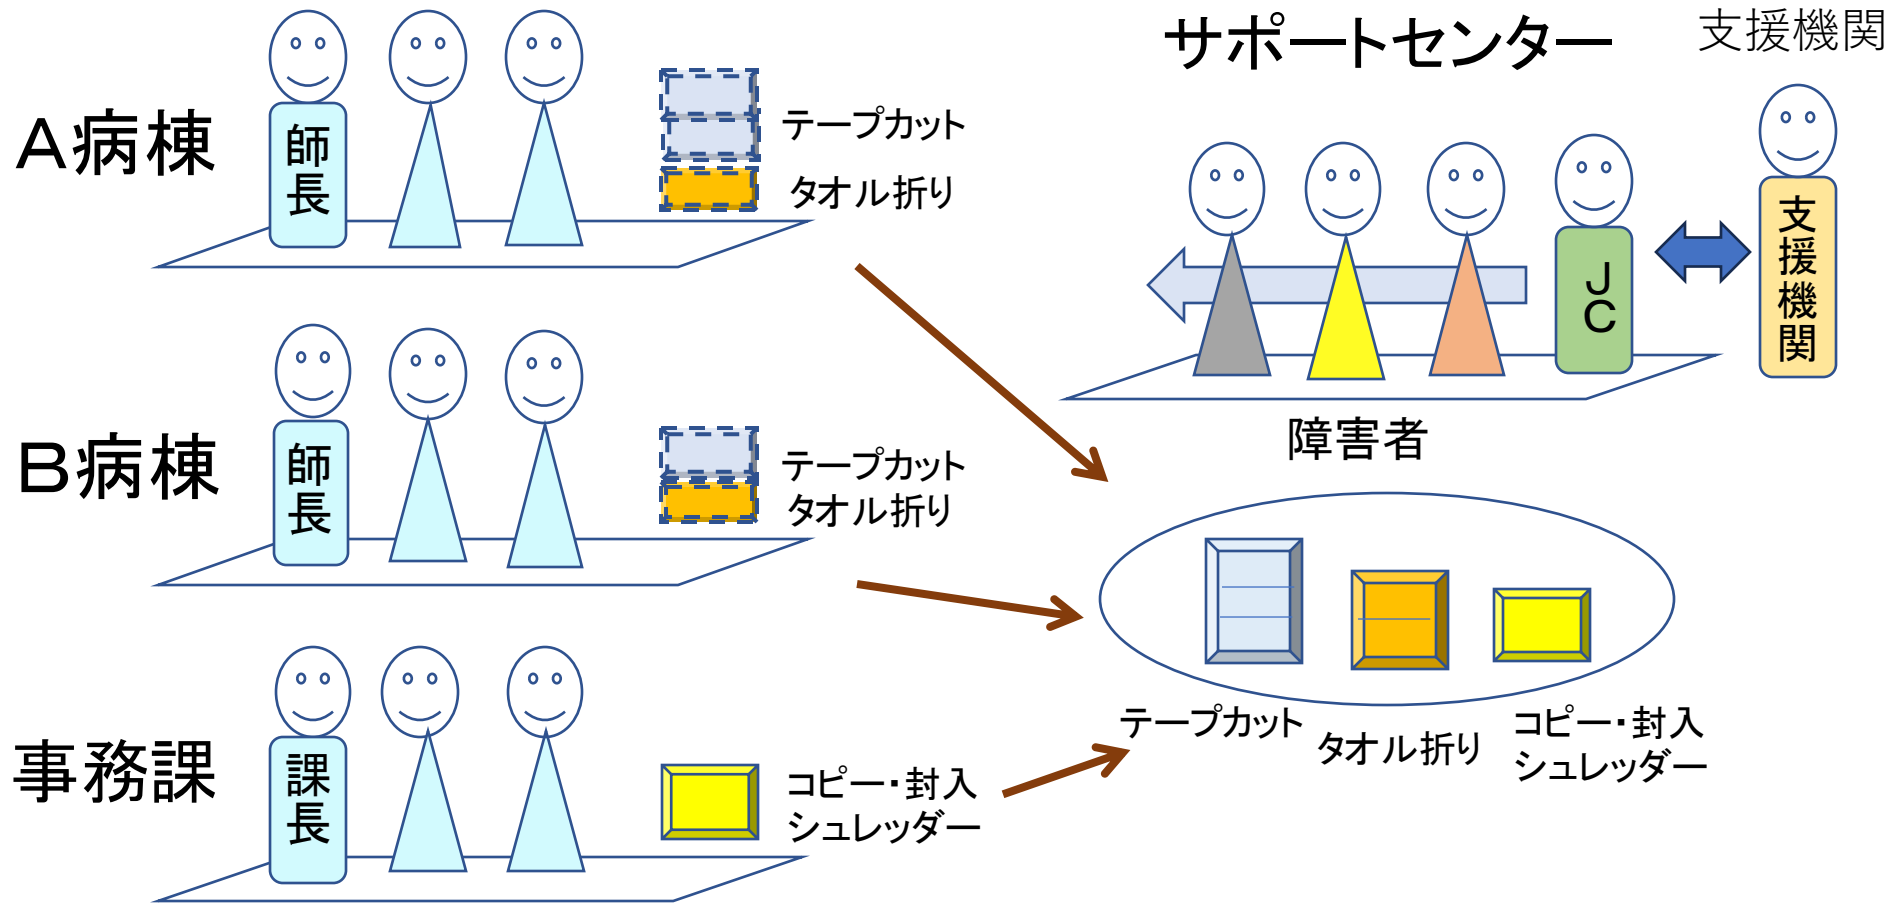 A病棟
師長
テープカット
タオル折り
B病棟
師長
テープカット
タオル折り
事務課
課長
コピー・封入
シュレッダー
サポートセンター
支援機関
JC
支援機関
障害者
テープカット
タオル折り
コピー・封入
シュレッダー